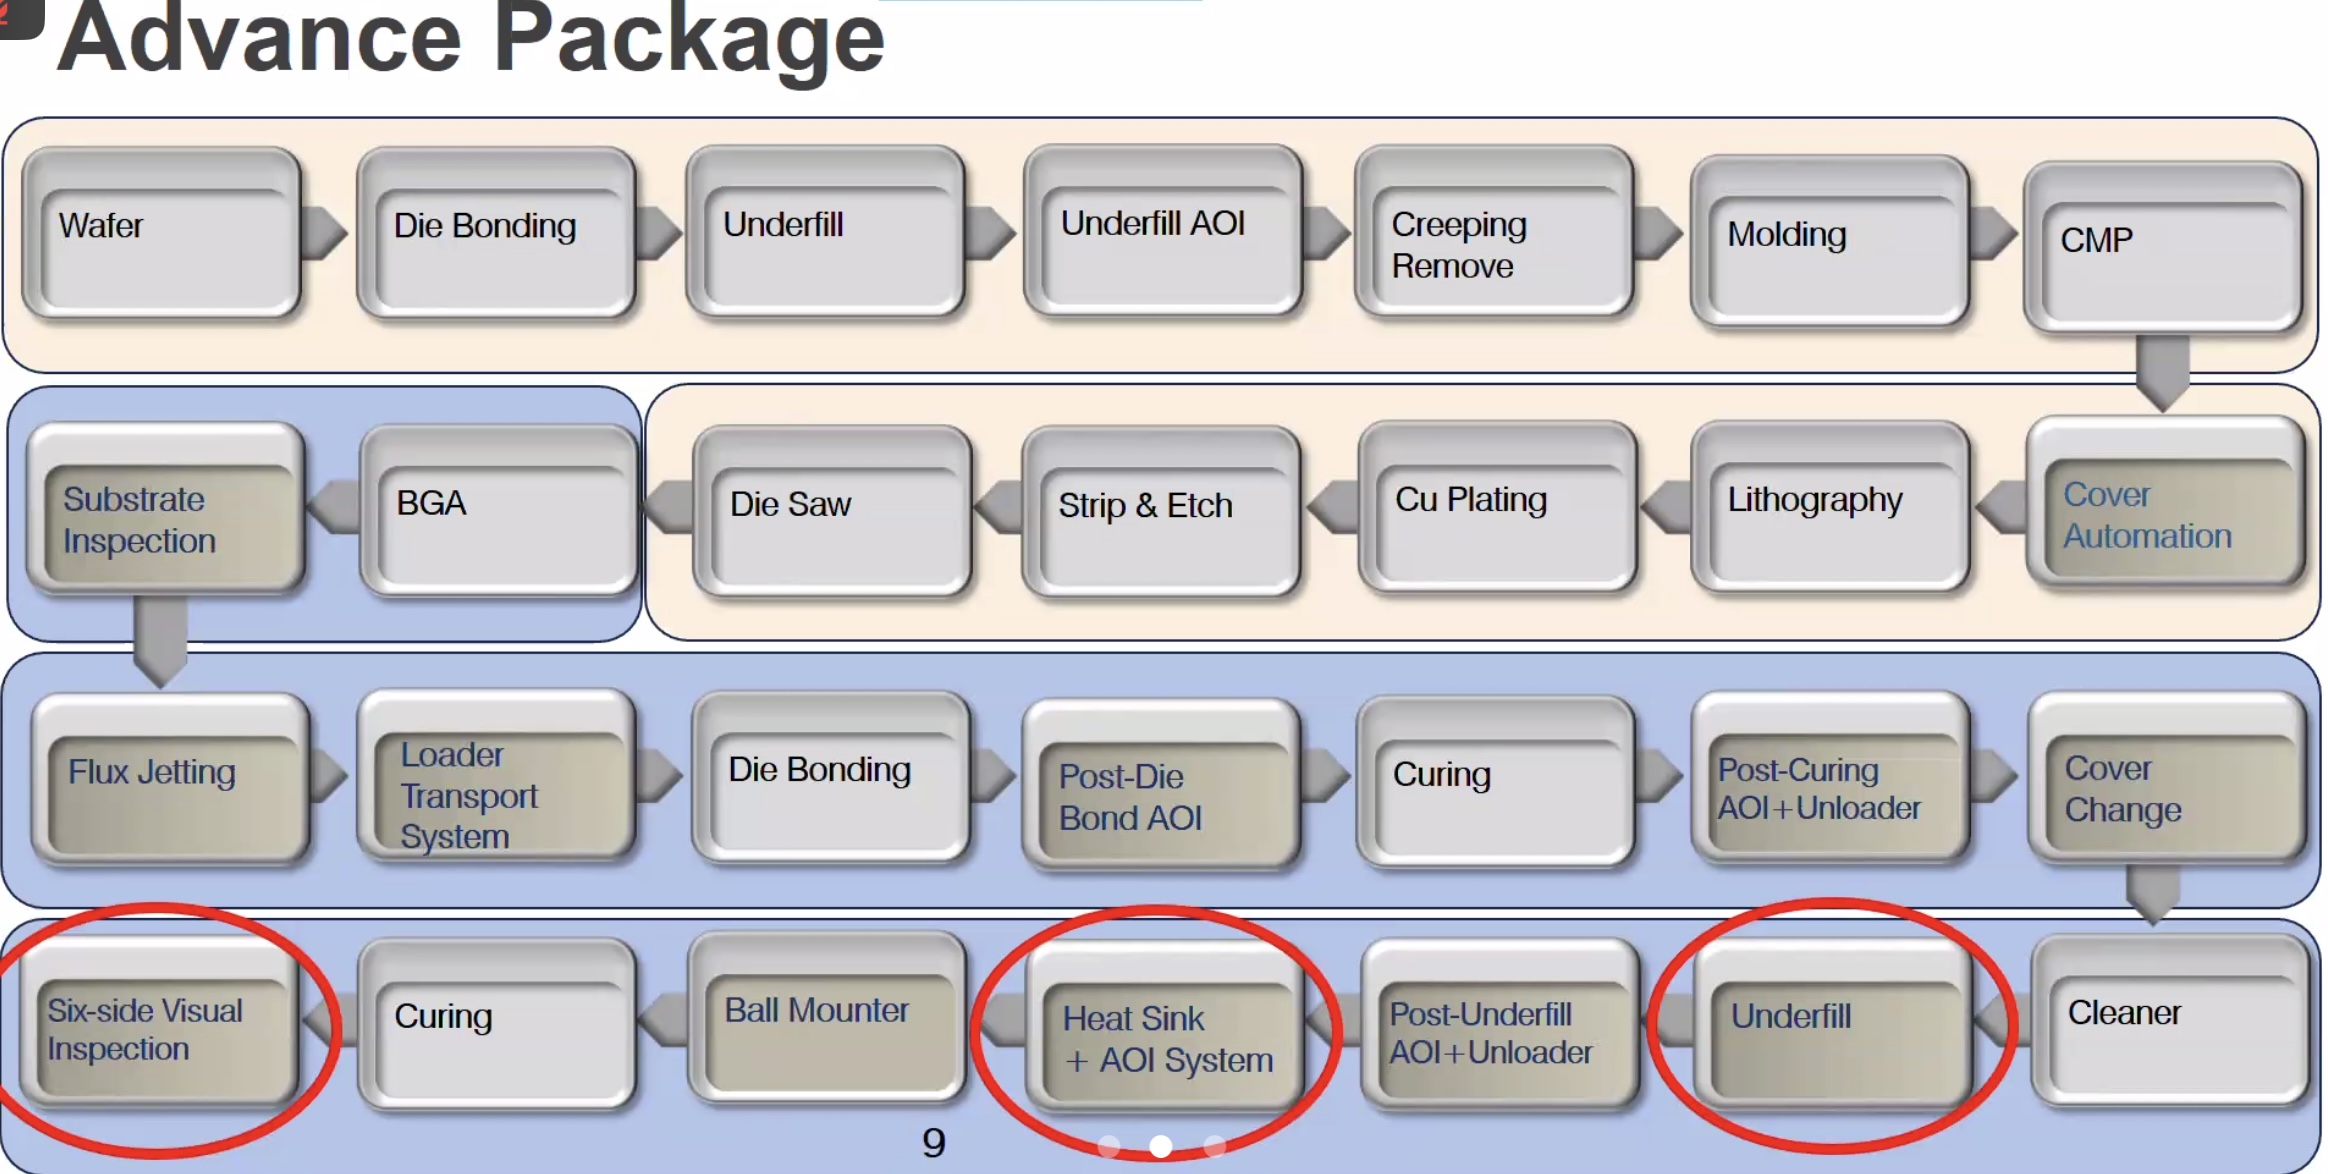 Advance Package
Wafer
Die Bonding
Underfill
Underfill AOI
Creeping
Remove
Molding
CMP
Substrate
Inspection
BGA
Die Saw
Strip & Etch
Cu Plating
Lithography
Cover
Automation
Flux Jetting
Loader
Transport
System
Die Bonding
Post-Die
Bond AOI
Curing
Post-Curing
AOI+Unloader
Cover
Change
Six-side Visual
Inspection
Curing
Ball Mounter
Heat Sink
+ AOI System
Post-Underfill
AOI+Unloader
Underfill
Cleaner
9